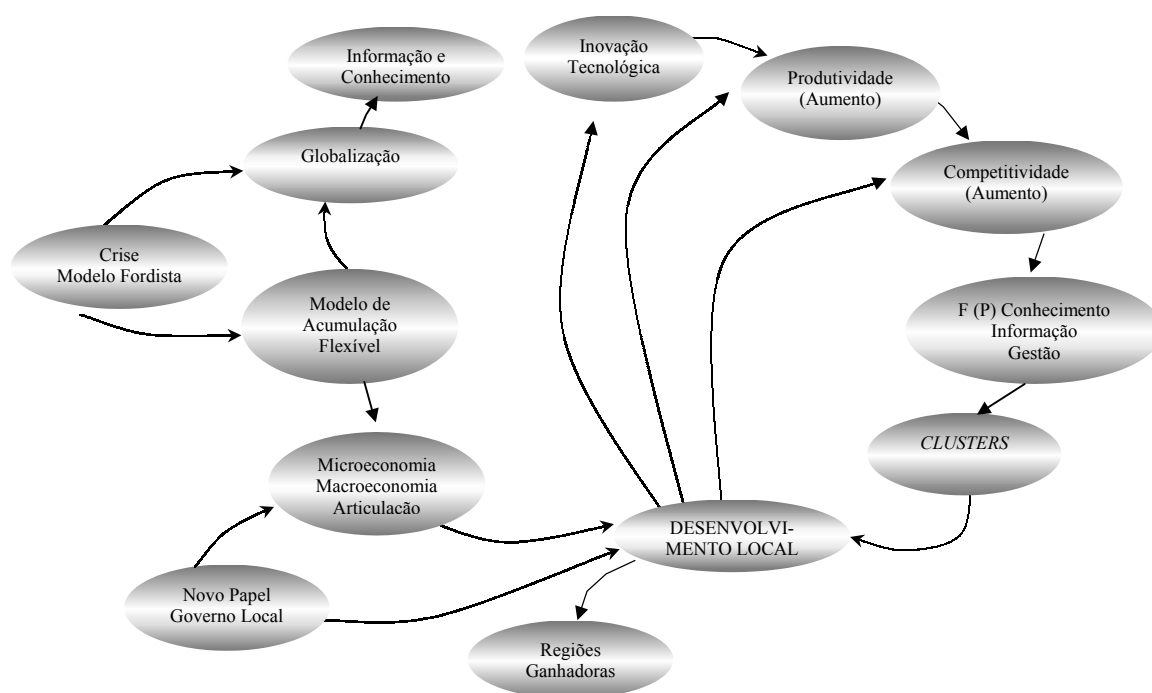 Informação e
Conhecimento
Inovação
Tecnológica
Produtividade
(Aumento)
Globalização
Competitividade
(Aumento)
Crise
Modelo Fordista
Modelo de
Acumulação
Flexível
F (P) Conhecimento
Informação
Gestão
CLUSTERS
Microeconomia
Macroeconomia
Articulacão
DESENVOLVI-
MENTO LOCAL
Novo Papel
Governo Local
Regiões
Ganhadoras